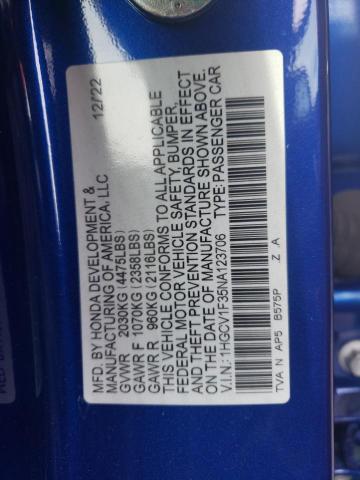 MFD. BY HONDA DEVELOPMENT & 12/22
MANUFACTURING OF AMERICA, LLC
GVWR 2030KG (4475LBS)
GAWR F 1070KG (2358LBS)
GAWR R 960KG (2116LBS)
THIS VEHICLE CONFORMS TO ALL APPLICABLE
FEDERAL MOTOR VEHICLE SAFETY, BUMPER,
AND THEFT PREVENTION STANDARDS IN EFFECT
ON THE DATE OF MANUFACTURE SHOWN ABOVE.
V.I.N.:1HGCV1F35NA123706 TYPE:PASSENGER CAR
TVA N AP5 B575P Z A